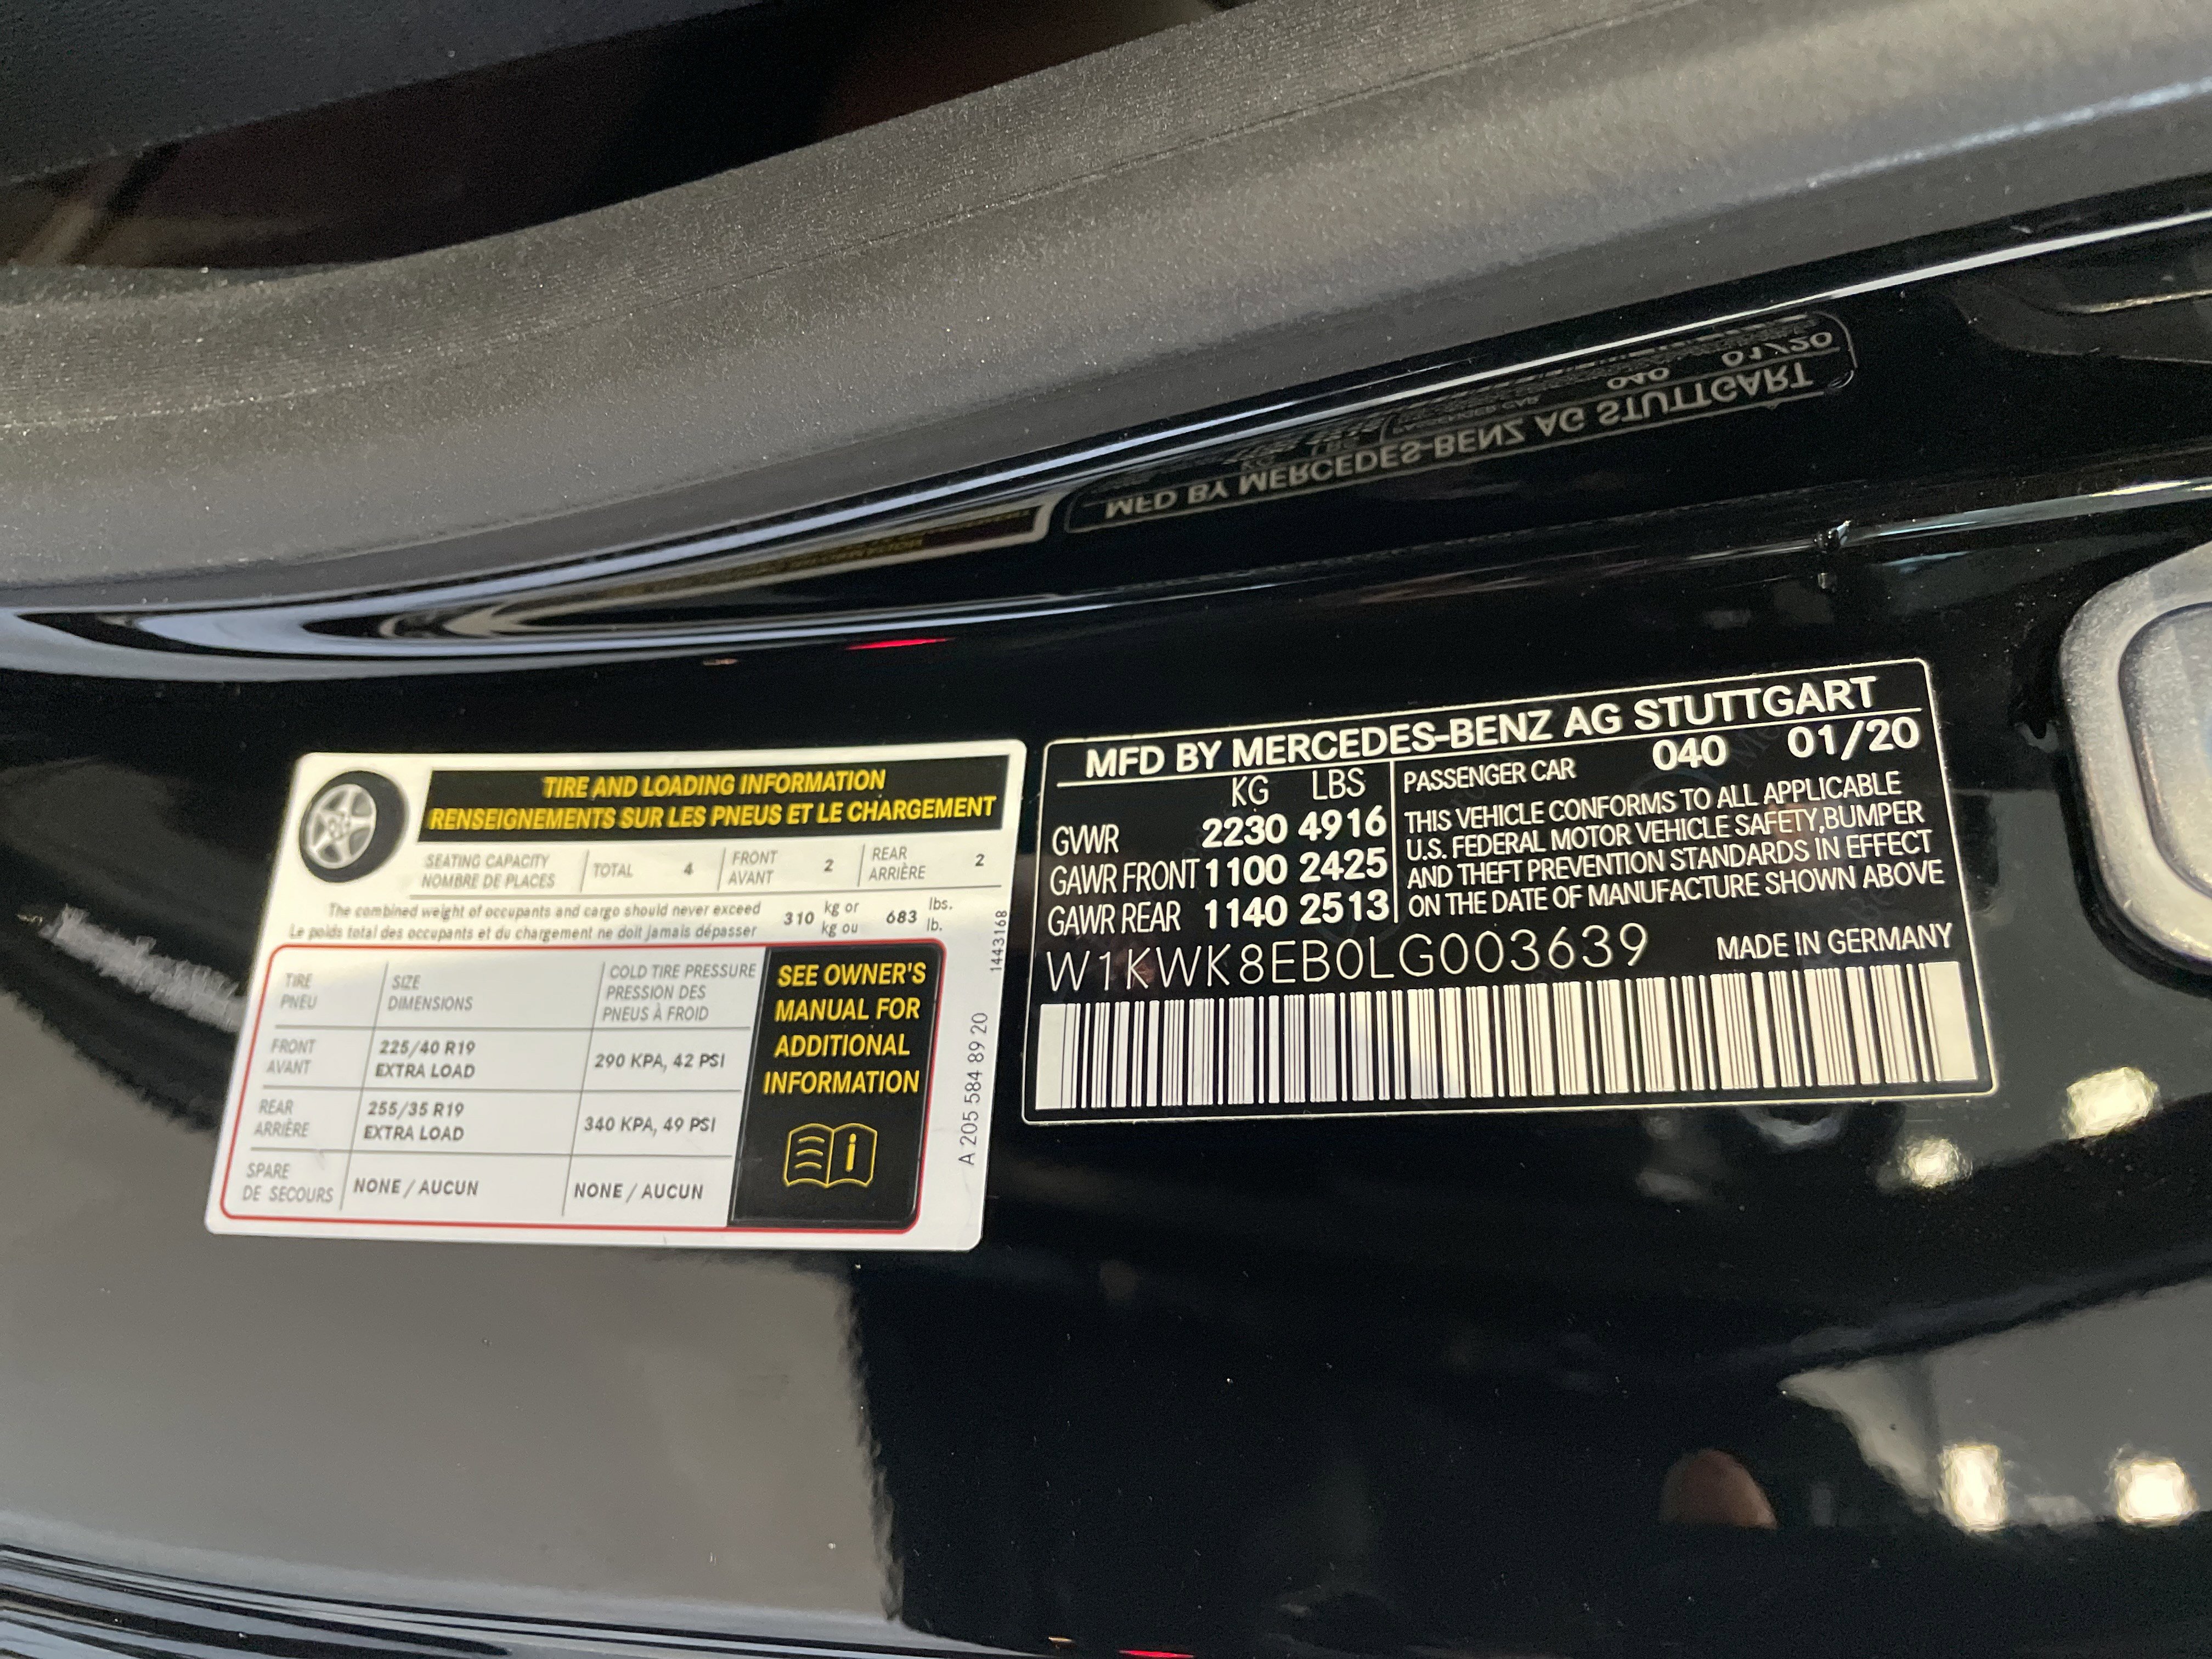 TIRE AND LOADING INFORMATION
RENSEIGNEMENTS SUR LES PNEUS ET LE CHARGEMENT
SEATING CAPACITY
NOMBRE DE PLACES
TOTAL 4
FRONT
AVANT
2
REAR
ARRIÈRE
2
The combined weight of occupants and cargo should never exceed
Le poids total des occupants et du chargement ne doit jamais dépasser
310 kg or
kg ou
683 lbs.
lb.
TIRE
PNEU
SIZE
DIMENSIONS
COLD TIRE PRESSURE
PRESSION DES
PNEUS À FROID
FRONT
AVANT
225/40 R19
EXTRA LOAD
290 KPA, 42 PSI
REAR
ARRIÈRE
255/35 R19
EXTRA LOAD
340 KPA, 49 PSI
SPARE
DE SECOURS
NONE / AUCUN
NONE / AUCUN
SEE OWNER'S
MANUAL FOR
ADDITIONAL
INFORMATION
A 205 584 89 20
1443168
MFD BY MERCEDES-BENZ AG STUTTGART
KG LBS
GVWR 2230 4916
GAWR FRONT 1100 2425
GAWR REAR 1140 2513
PASSENGER CAR 040 01/20
THIS VEHICLE CONFORMS TO ALL APPLICABLE
U.S. FEDERAL MOTOR VEHICLE SAFETY,BUMPER
AND THEFT PREVENTION STANDARDS IN EFFECT
ON THE DATE OF MANUFACTURE SHOWN ABOVE
W1KWK8EB0LG003639 MADE IN GERMANY